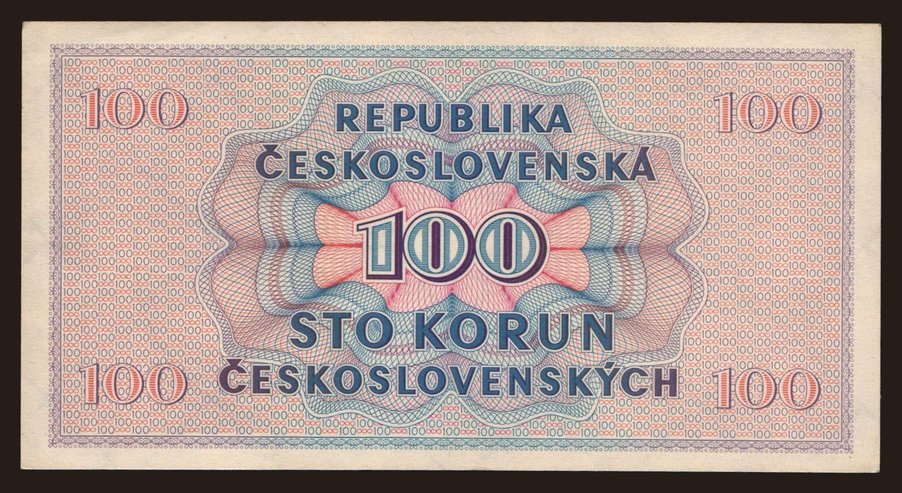 100 100
REPUBLIKA
ČESKOSLOVENSKÁ
100
STO KORUN
100 ČESKOSLOVENSKÝCH 100